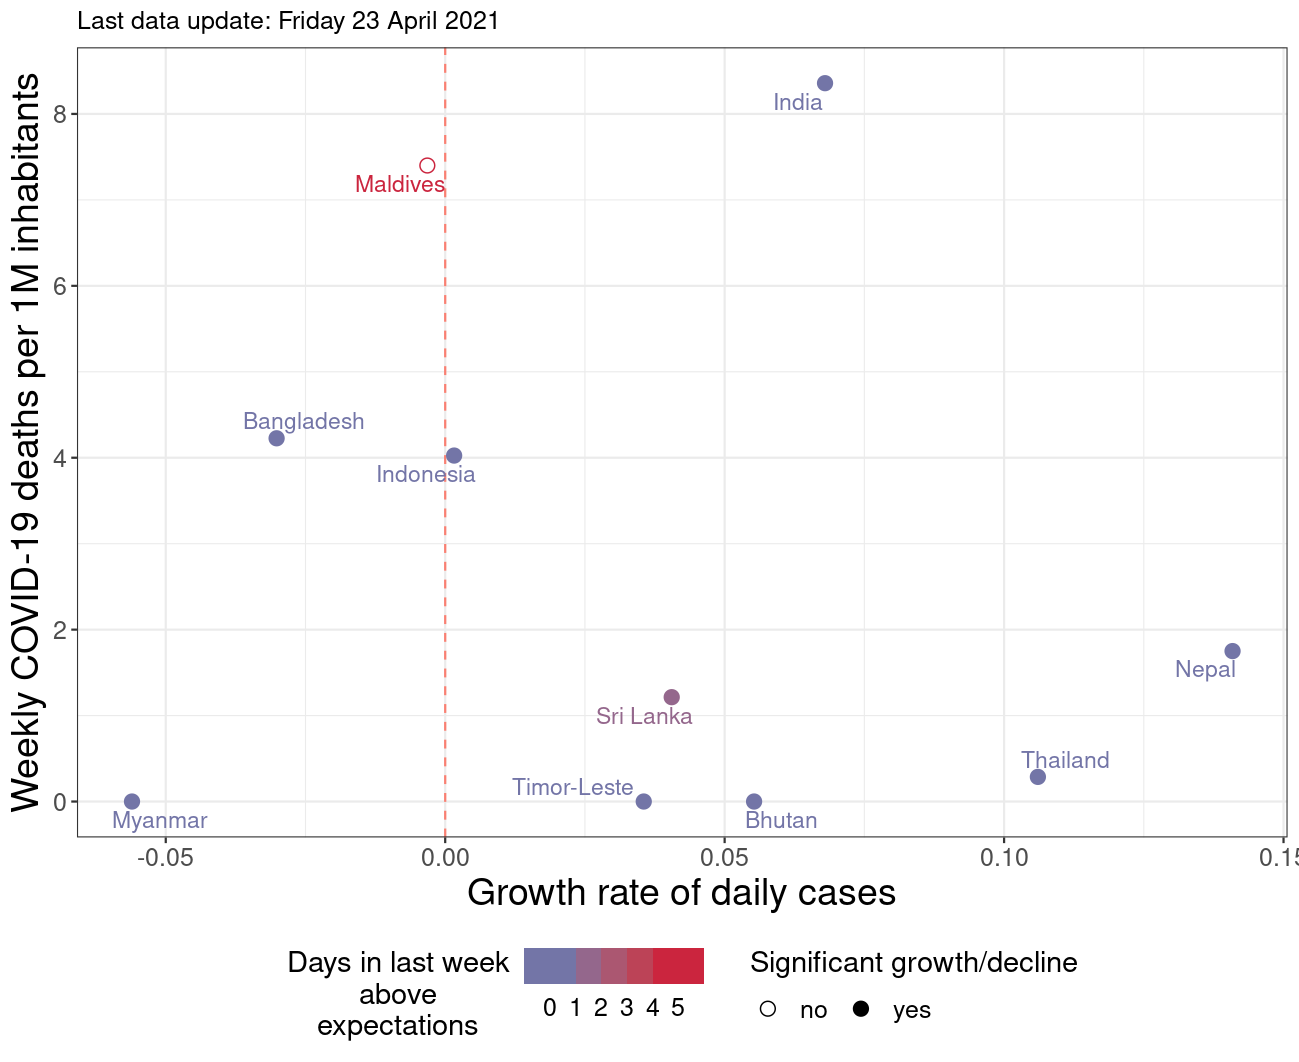 Last data update: Friday 23 April 2021
Weekly COVID-19 deaths per 1M inhabitants
8
6
4
2
0
India
Maldives
Bangladesh
Indonesia
Nepal
Sri Lanka
Thailand
Timor-Leste
Myanmar
Bhutan
-0.05 0.00 0.05 0.10 0.15
Growth rate of daily cases
Days in last week
above
expectations
0 1 2 3 4 5
Significant growth/decline
no yes